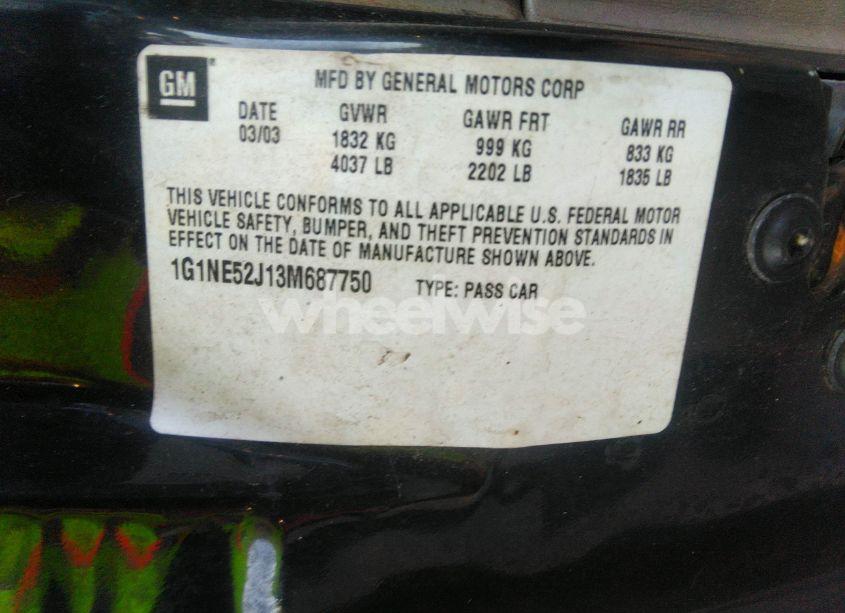 GM
MFD BY GENERAL MOTORS CORP
DATE GVWR GAWR FRT GAWR RR
03/03 1832 KG 999 KG 833 KG
4037 LB 2202 LB 1835 LB
THIS VEHICLE CONFORMS TO ALL APPLICABLE U.S. FEDERAL MOTOR
VEHICLE SAFETY, BUMPER, AND THEFT PREVENTION STANDARDS IN
EFFECT ON THE DATE OF MANUFACTURE SHOWN ABOVE.
1G1NE52J13M687750 TYPE: PASS CAR
wheelwise